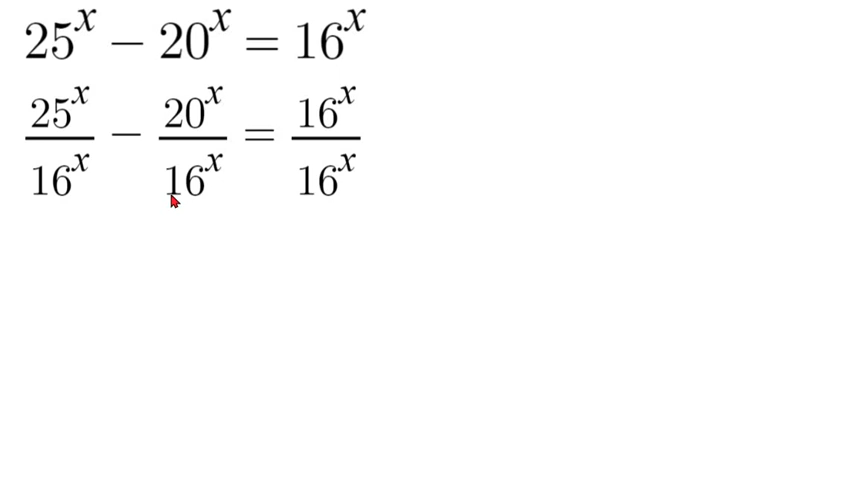 25^x − 20^x = 16^x
25^x/16^x − 20^x/16^x = 16^x/16^x